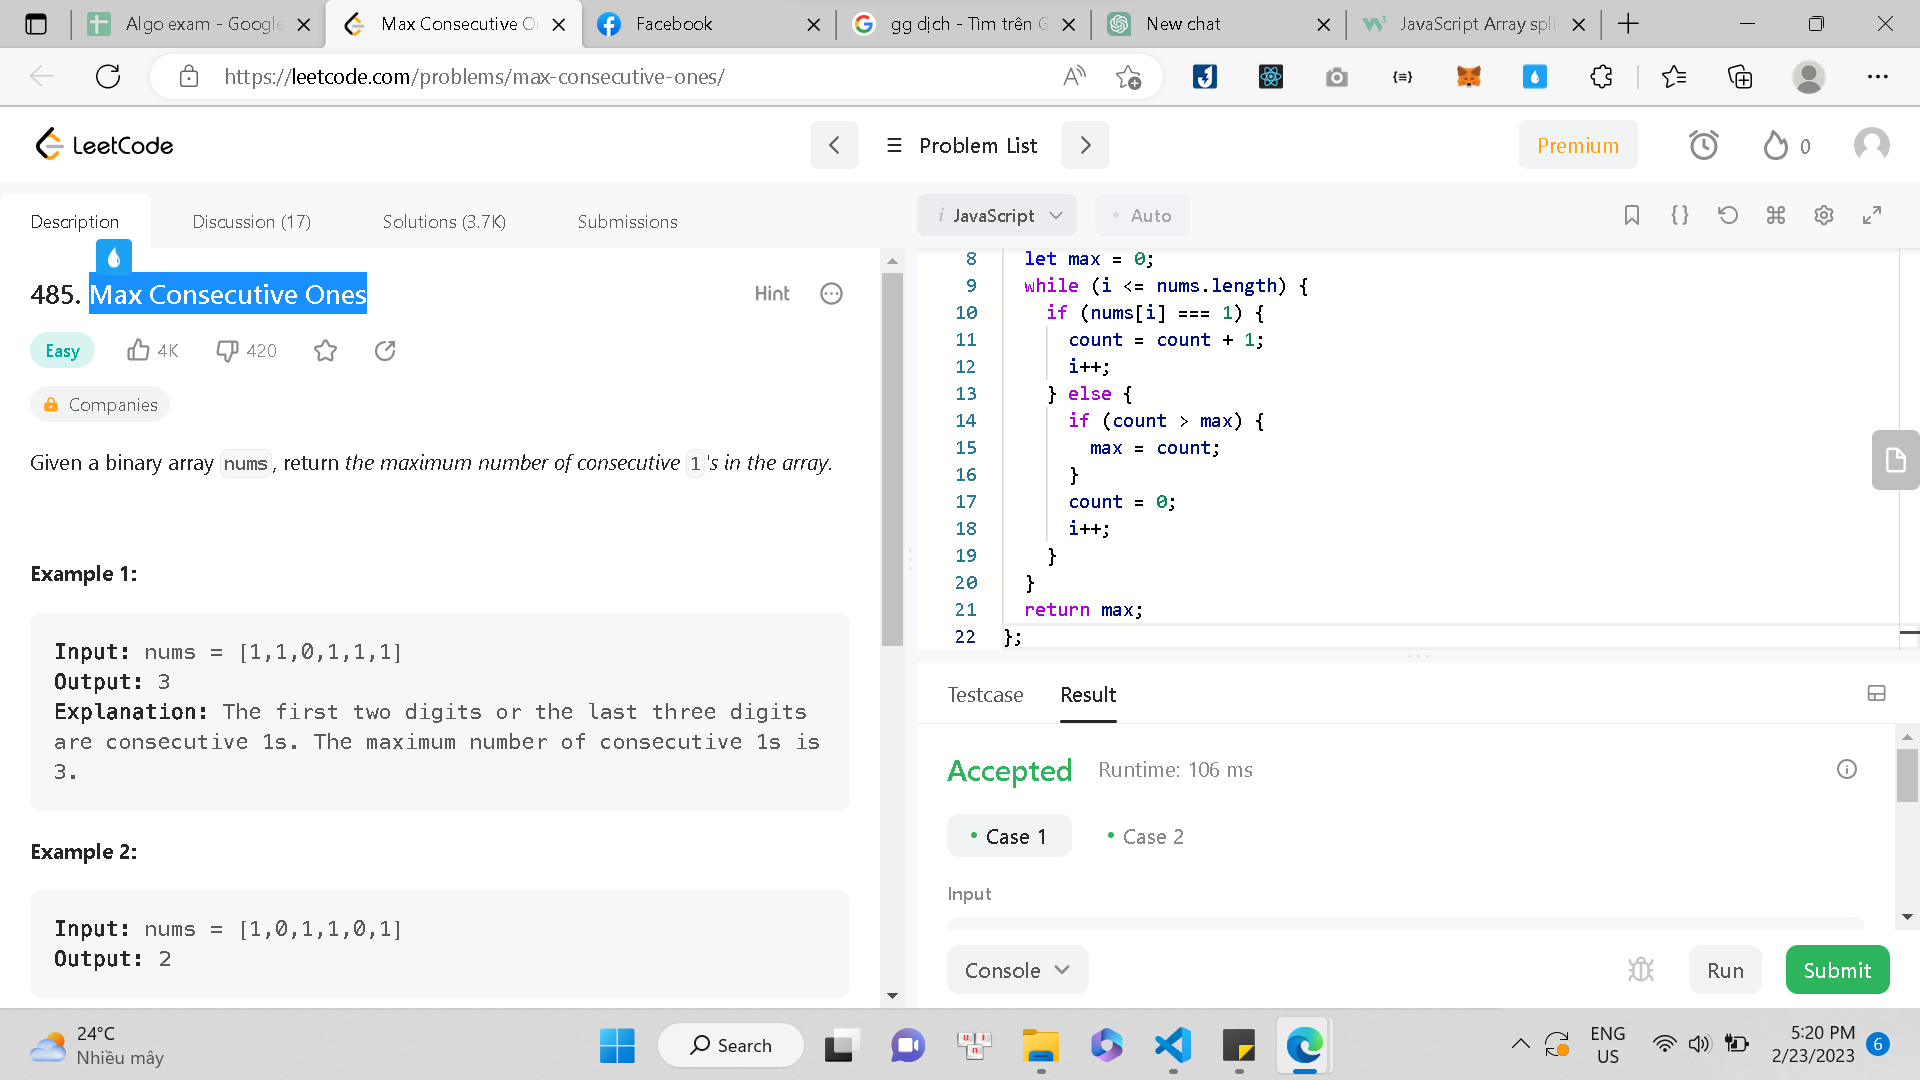 Algo exam - Google
Max Consecutive O
Facebook
gg dịch - Tìm trên G
New chat
JavaScript Array spli
https://leetcode.com/problems/max-consecutive-ones/
LeetCode
Problem List
Premium
0
Description
Discussion (17)
Solutions (3.7K)
Submissions
i JavaScript
• Auto
485. Max Consecutive Ones
Hint
Easy
4K
420
Companies
Given a binary array nums, return the maximum number of consecutive 1's in the array.
Example 1:
Input: nums = [1,1,0,1,1,1]
Output: 3
Explanation: The first two digits or the last three digits
are consecutive 1s. The maximum number of consecutive 1s is
3.
Example 2:
Input: nums = [1,0,1,1,0,1]
Output: 2
8 let max = 0;
9 while (i <= nums.length) {
10 if (nums[i] === 1) {
11 count = count + 1;
12 i++;
13 } else {
14 if (count > max) {
15 max = count;
16 }
17 count = 0;
18 i++;
19 }
20 }
21 return max;
22 };
Testcase
Result
Accepted
Runtime: 106 ms
• Case 1
• Case 2
Input
Console
Run
Submit
24°C
Nhiều mây
Search
ENG
US
5:20 PM
2/23/2023
6